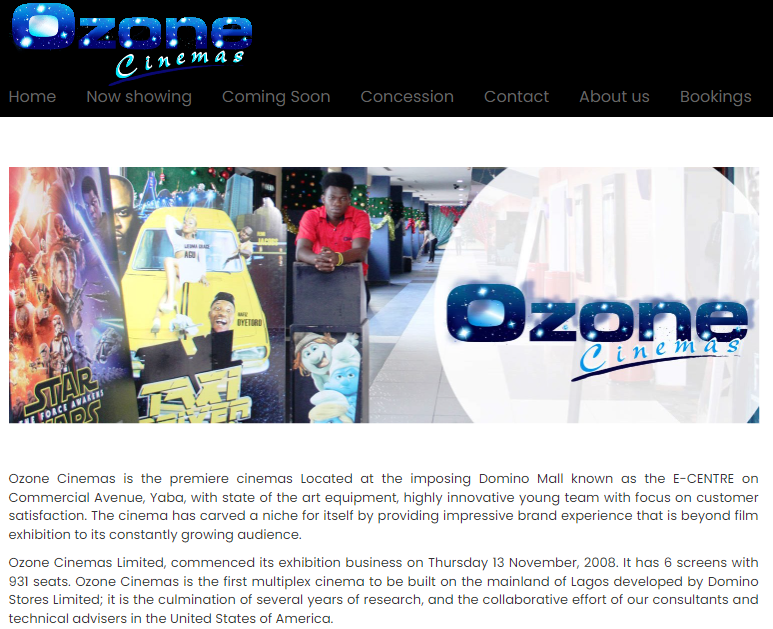 Ozone
Cinemas
Home Now showing Coming Soon Concession Contact About us Bookings
IJEOMA GRACE
AGU
JACOBS
HAFIZ
OYETORO
STAR
THE FORCE AWAKENS
WARS
TAXI
DRIVER
Ozone
Cinemas
Ozone Cinemas is the premiere cinemas Located at the imposing Domino Mall known as the E-CENTRE on
Commercial Avenue, Yaba, with state of the art equipment, highly innovative young team with focus on customer
satisfaction. The cinema has carved a niche for itself by providing impressive brand experience that is beyond film
exhibition to its constantly growing audience.
Ozone Cinemas Limited, commenced its exhibition business on Thursday 13 November, 2008. It has 6 screens with
931 seats. Ozone Cinemas is the first multiplex cinema to be built on the mainland of Lagos developed by Domino
Stores Limited; it is the culmination of several years of research, and the collaborative effort of our consultants and
technical advisers in the United States of America.